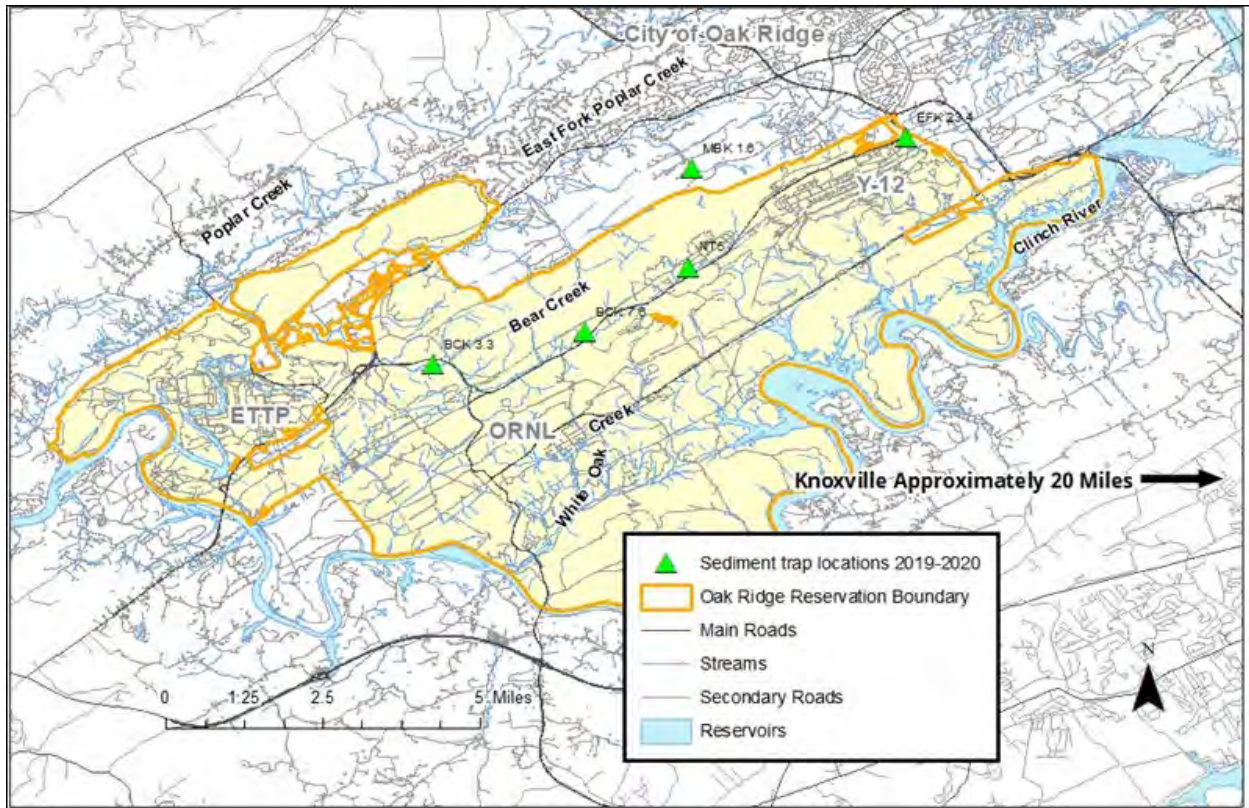 City of Oak Ridge
East Fork Poplar Creek
EFK 23.4
MBK 1.6
Y-12
Poplar Creek
Clinch River
NT5
Bear Creek
BCK 7.6
BCK 3.3
ETTP
ORNL
White Oak Creek
Knoxville Approximately 20 Miles
Sediment trap locations 2019-2020
Oak Ridge Reservation Boundary
Main Roads
Streams
Secondary Roads
Reservoirs
N
0 1.25 2.5 5 Miles